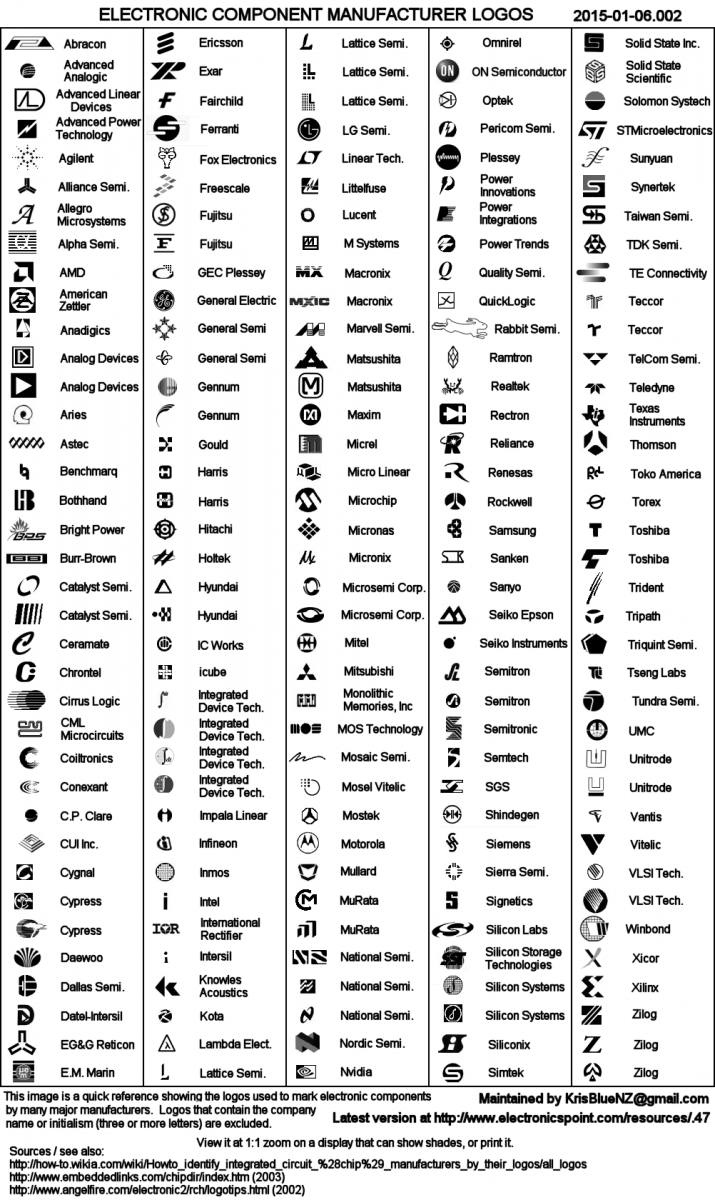 ELECTRONIC COMPONENT MANUFACTURER LOGOS 2015-01-06.002
Abracon
Advanced
Analogic
Advanced Linear
Devices
Advanced Power
Technology
Agilent
Alliance Semi.
Allegro
Microsystems
Alpha Semi.
AMD
American
Zettler
Anadigics
Analog Devices
Analog Devices
Aries
Astec
Benchmarq
Bothhand
Bright Power
Burr-Brown
Catalyst Semi.
Catalyst Semi.
Ceramate
Chrontel
Cirrus Logic
CML
Microcircuits
Coiltronics
Conexant
C.P. Clare
CUI Inc.
Cygnal
Cypress
Cypress
Daewoo
Dallas Semi.
Datel-Intersil
EG&G Reticon
E.M. Marin
Ericsson
Exar
Fairchild
Ferranti
Fox Electronics
Freescale
Fujitsu
Fujitsu
GEC Plessey
General Electric
General Semi
General Semi
Gennum
Gennum
Gould
Harris
Harris
Hitachi
Holtek
Hyundai
Hyundai
IC Works
icube
Integrated
Device Tech.
Integrated
Device Tech.
Integrated
Device Tech.
Integrated
Device Tech.
Impala Linear
Infineon
Inmos
Intel
IOR International
Rectifier
Intersil
Knowles
Acoustics
Kota
Lambda Elect.
Lattice Semi.
Lattice Semi.
Lattice Semi.
Lattice Semi.
LG Semi.
Linear Tech.
Littelfuse
Lucent
M Systems
MX Macronix
MXIC Macronix
Marvell Semi.
Matsushita
Matsushita
Maxim
Micrel
Micro Linear
Microchip
Micronas
Micronix
Microsemi Corp.
Microsemi Corp.
Mitel
Mitsubishi
Monolithic
Memories, Inc
MOS Technology
Mosaic Semi.
Mosel Vitelic
Mostek
Motorola
Mullard
MuRata
MuRata
National Semi.
National Semi.
National Semi.
Nordic Semi.
Nvidia
Omnirel
ON ON Semiconductor
Optek
Pericom Semi.
Plessey
Power
Innovations
Power
Integrations
Power Trends
Quality Semi.
QuickLogic
Rabbit Semi.
Ramtron
Realtek
Rectron
Reliance
Renesas
Rockwell
Samsung
Sanken
Sanyo
Seiko Epson
Seiko Instruments
Semitron
Semitron
Semitronic
Semtech
SGS
Shindegen
Siemens
Sierra Semi.
Signetics
Silicon Labs
SST Silicon Storage
Technologies
Silicon Systems
Silicon Systems
Siliconix
Simtek
Solid State Inc.
Solid State
Scientific
Solomon Systech
STMicroelectronics
Sunyuan
Synertek
Taiwan Semi.
TDK Semi.
TE Connectivity
Teccor
Teccor
TelCom Semi.
Teledyne
Texas
Instruments
Thomson
Toko America
Torex
Toshiba
Toshiba
Trident
Tripath
Triquint Semi.
Tseng Labs
Tundra Semi.
UMC
Unitrode
Unitrode
Vantis
Vitelic
VLSI Tech.
VLSI Tech.
Winbond
Xicor
Xilinx
Zilog
Zilog
Zilog
This image is a quick reference showing the logos used to mark electronic components
by many major manufacturers. Logos that contain the company
name or initialism (three or more letters) are excluded.
Maintained by KrisBlueNZ@gmail.com
Latest version at http://www.electronicspoint.com/resources/.47
View it at 1:1 zoom on a display that can show shades, or print it.
Sources / see also:
http://how-to.wikia.com/wiki/Howto_identify_integrated_circuit_%28chip%29_manufacturers_by_their_logos/all_logos
http://www.embeddedlinks.com/chipdir/index.htm (2003)
http://www.angelfire.com/electronic2/rch/logotips.html (2002)